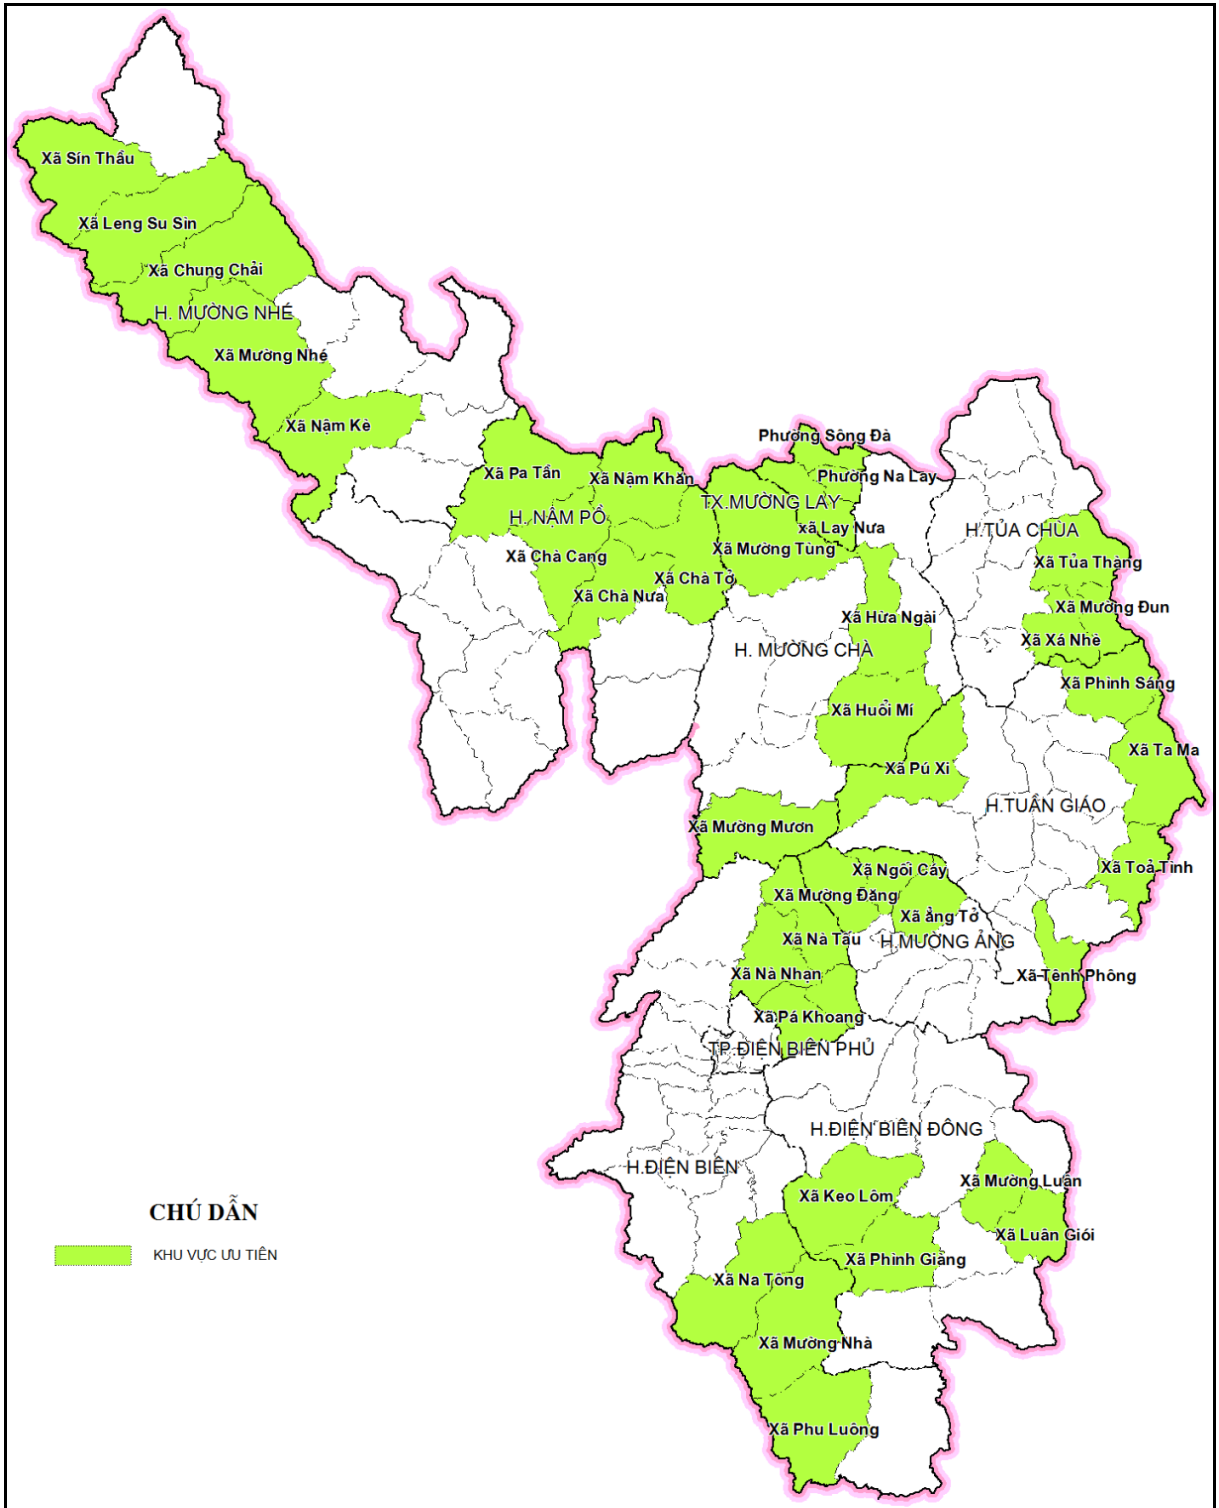 Xã Sín Thầu
Xã Leng Su Sìn
Xã Chung Chải
H. MƯỜNG NHÉ
Xã Mường Nhé
Xã Nậm Kè
Phường Sông Đà
Xã Pa Tần
Xã Nậm Khăn
Phường Na Lay
TX.MƯỜNG LAY
H. NẬM PỒ
xã Lay Nưa
H.TỦA CHÙA
Xã Chà Cang
Xã Mường Tùng
Xã Tủa Thàng
Xã Chà Tở
Xã Chà Nưa
Xã Mường Đun
Xã Hừa Ngài
Xã Xá Nhè
H. MƯỜNG CHÀ
Xã Phình Sáng
Xã Huổi Mí
Xã Ta Ma
Xã Pú Xi
H.TUẦN GIÁO
Xã Mường Mươn
Xã Ngối Cáy
Xã Toả Tình
Xã Mường Đăng
Xã ẳng Tở
Xã Nà Tấu
H.MƯỜNG ẢNG
Xã Nà Nhạn
Xã Tênh Phông
Xã Pá Khoang
TP.ĐIỆN BIÊN PHỦ
H.ĐIỆN BIÊN ĐÔNG
H.ĐIỆN BIÊN
Xã Mường Luân
Xã Keo Lôm
Xã Luân Giói
Xã Phình Giàng
Xã Na Tông
Xã Mường Nhà
Xã Phu Luông
CHÚ DẪN
KHU VỰC ƯU TIÊN